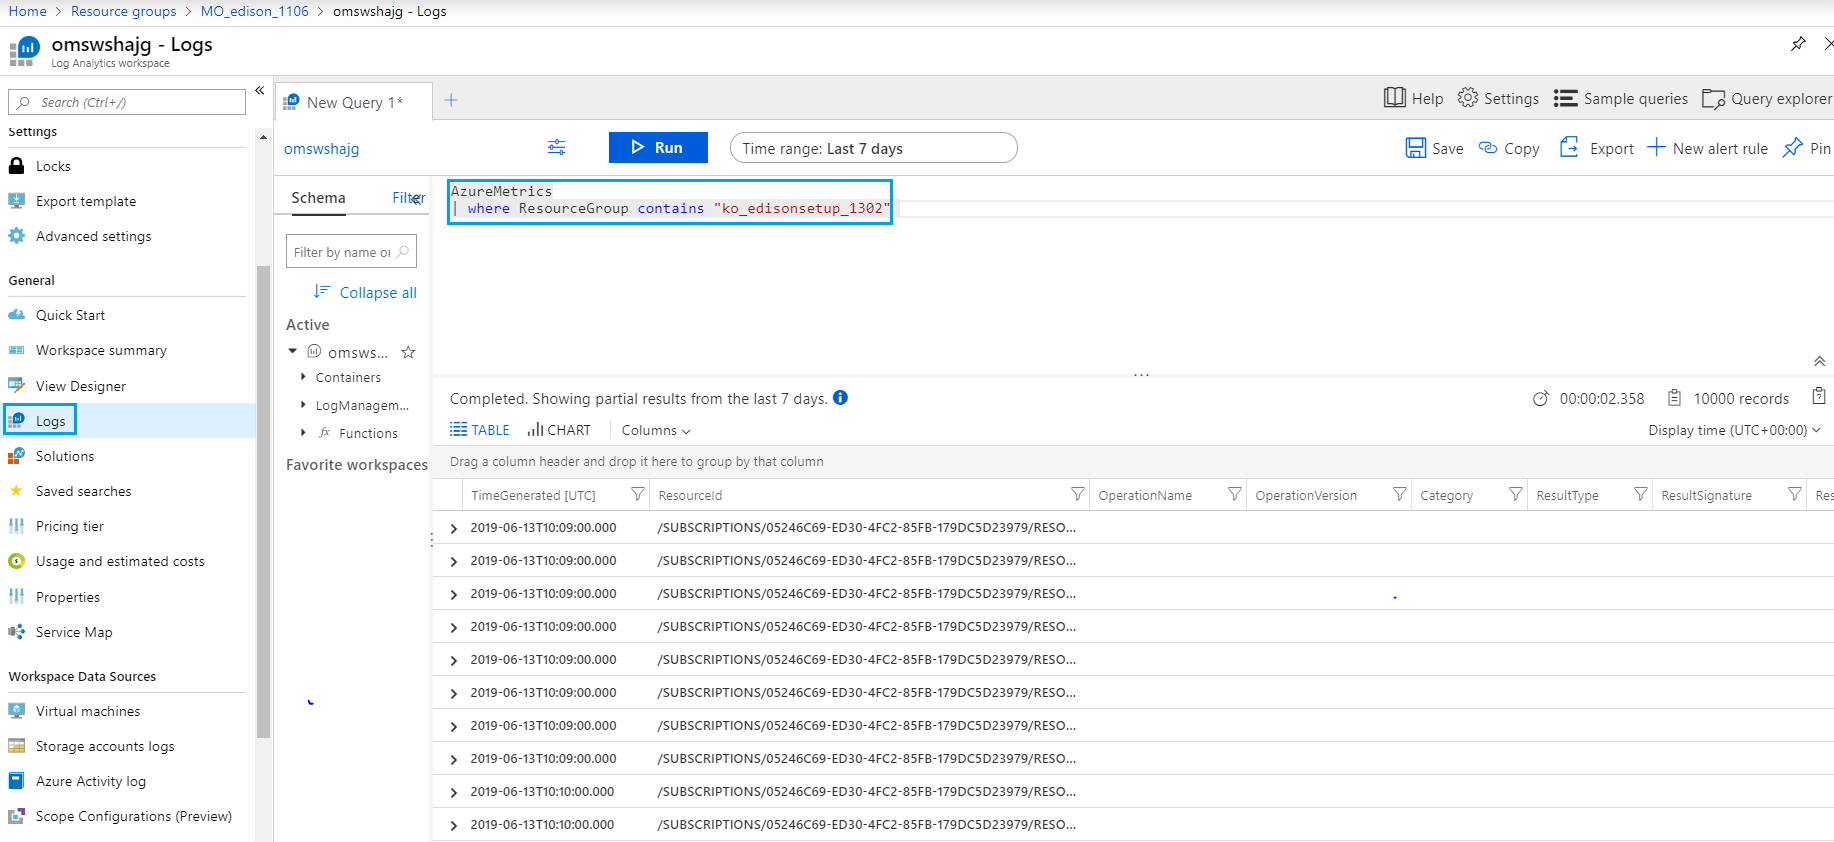 Home > Resource groups > MO_edison_1106 > omswshajg - Logs
omswshajg - Logs
Log Analytics workspace
Search (Ctrl+/)
Settings
Locks
Export template
Advanced settings
General
Quick Start
Workspace summary
View Designer
Logs
Solutions
Saved searches
Pricing tier
Usage and estimated costs
Properties
Service Map
Workspace Data Sources
Virtual machines
Storage accounts logs
Azure Activity log
Scope Configurations (Preview)
New Query 1*
Help Settings Sample queries Query explorer
omswshajg
Run
Time range: Last 7 days
Save Copy Export New alert rule Pin
Schema
Filter
Filter by name or
Collapse all
Active
omsws...
Containers
LogManagem...
fx Functions
Favorite workspaces
AzureMetrics
| where ResourceGroup contains "ko_edisonsetup_1302"
Completed. Showing partial results from the last 7 days.
00:00:02.358
10000 records
TABLE CHART Columns
Display time (UTC+00:00)
Drag a column header and drop it here to group by that column
TimeGenerated [UTC] ResourceId OperationName OperationVersion Category ResultType ResultSignature Res
2019-06-13T10:09:00.000 /SUBSCRIPTIONS/05246C69-ED30-4FC2-85FB-179DC5D23979/RESO...
2019-06-13T10:09:00.000 /SUBSCRIPTIONS/05246C69-ED30-4FC2-85FB-179DC5D23979/RESO...
2019-06-13T10:09:00.000 /SUBSCRIPTIONS/05246C69-ED30-4FC2-85FB-179DC5D23979/RESO...
2019-06-13T10:09:00.000 /SUBSCRIPTIONS/05246C69-ED30-4FC2-85FB-179DC5D23979/RESO...
2019-06-13T10:09:00.000 /SUBSCRIPTIONS/05246C69-ED30-4FC2-85FB-179DC5D23979/RESO...
2019-06-13T10:09:00.000 /SUBSCRIPTIONS/05246C69-ED30-4FC2-85FB-179DC5D23979/RESO...
2019-06-13T10:09:00.000 /SUBSCRIPTIONS/05246C69-ED30-4FC2-85FB-179DC5D23979/RESO...
2019-06-13T10:09:00.000 /SUBSCRIPTIONS/05246C69-ED30-4FC2-85FB-179DC5D23979/RESO...
2019-06-13T10:10:00.000 /SUBSCRIPTIONS/05246C69-ED30-4FC2-85FB-179DC5D23979/RESO...
2019-06-13T10:10:00.000 /SUBSCRIPTIONS/05246C69-ED30-4FC2-85FB-179DC5D23979/RESO...